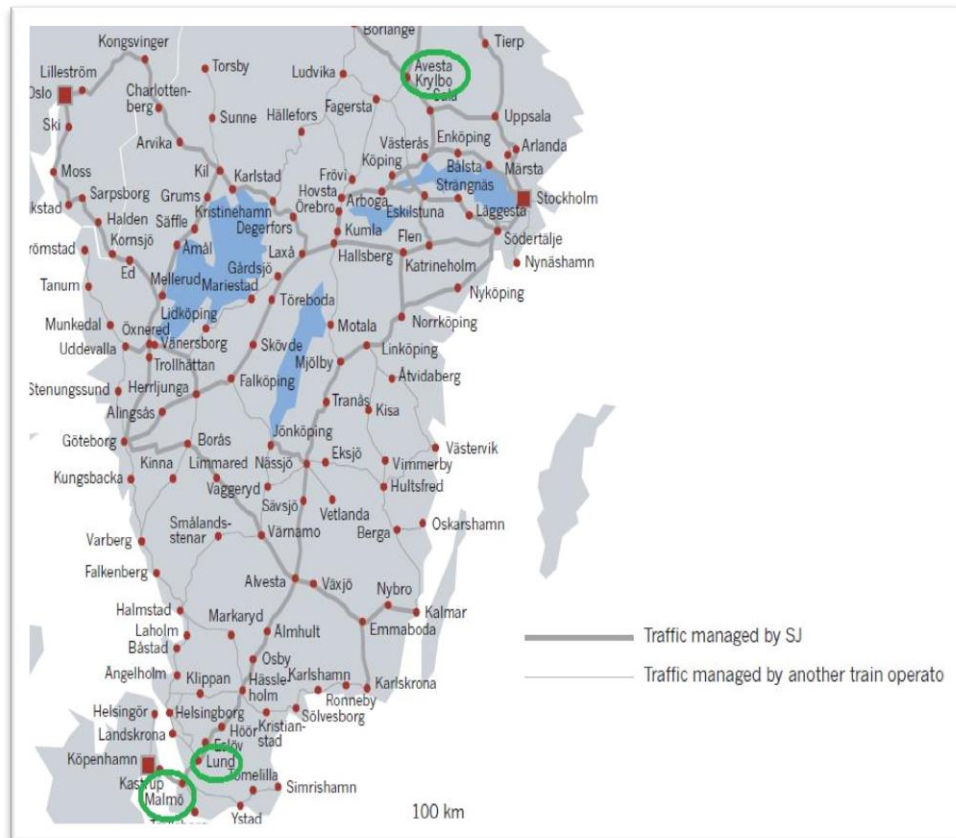 Borlänge
Tierp
Kongsvinger
Avesta
Krylbo
Lilleström
Torsby
Ludvika
Oslo
Charlotten-
berg
Fagersta
Sala
Uppsala
Ski
Sunne
Hällefors
Västerås
Enköping
Arlanda
Arvika
Köping
Bålsta
Märsta
Moss
Kil
Karlstad
Frövi
Strängnäs
Sarpsborg
Grums
Hovsta
Arboga
Stockholm
kstad
Kristinehamn
Örebro
Eskilstuna
Läggesta
Halden
Säffle
Degerfors
Kumla
Flen
Södertälje
römstad
Kornsjö
Åmål
Laxå
Hallsberg
Katrineholm
Nynäshamn
Ed
Gårdsjö
Tanum
Mellerud
Mariestad
Töreboda
Nyköping
Lidköping
Munkedal
Öxnered
Motala
Norrköping
Uddevalla
Vänersborg
Skövde
Linköping
Trollhättan
Mjölby
Stenungssund
Herrljunga
Falköping
Åtvidaberg
Alingsås
Tranås
Kisa
Göteborg
Borås
Jönköping
Västervik
Kinna
Limmared
Nässjö
Eksjö
Vimmerby
Kungsbacka
Vaggeryd
Hultsfred
Sävsjö
Vetlanda
Smålands-
stenar
Värnamo
Berga
Oskarshamn
Varberg
Falkenberg
Alvesta
Växjö
Nybro
Halmstad
Markaryd
Kalmar
Laholm
Älmhult
Emmaboda
Traffic managed by SJ
Båstad
Osby
Ängelholm
Klippan
Hässle-
holm
Karlshamn
Karlskrona
Traffic managed by another train operato
Ronneby
Helsingör
Helsingborg
Kristian-
stad
Sölvesborg
Landskrona
Höör
Eslöv
Köpenhamn
Lund
Kastrup
Tomelilla
Simrishamn
Malmö
Ystad
100 km